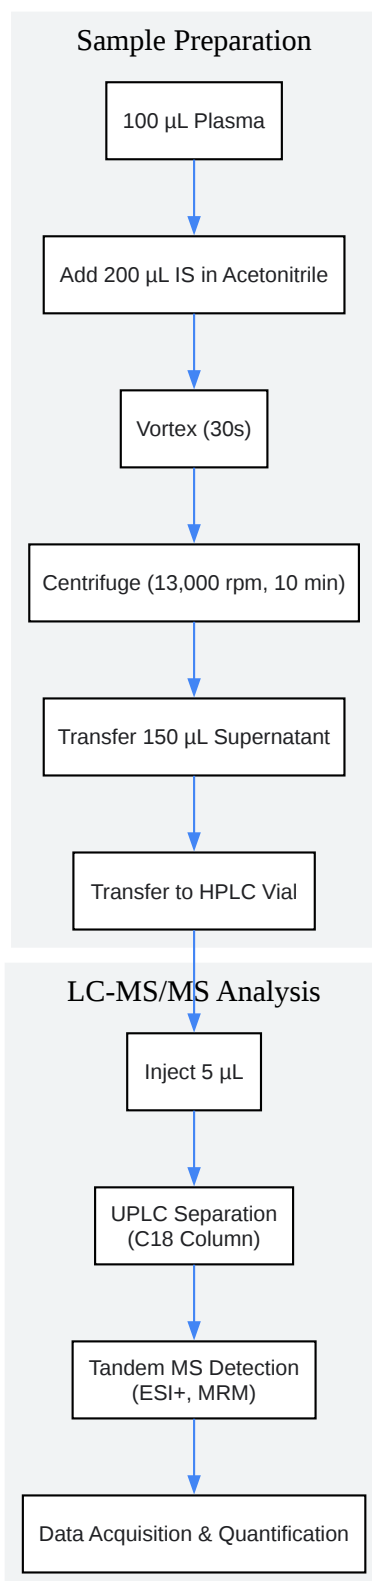 Sample Preparation
100 µL Plasma
Add 200 µL IS in Acetonitrile
Vortex (30s)
Centrifuge (13,000 rpm, 10 min)
Transfer 150 µL Supernatant
Transfer to HPLC Vial
LC-MS/MS Analysis
Inject 5 µL
UPLC Separation
(C18 Column)
Tandem MS Detection
(ESI+, MRM)
Data Acquisition & Quantification